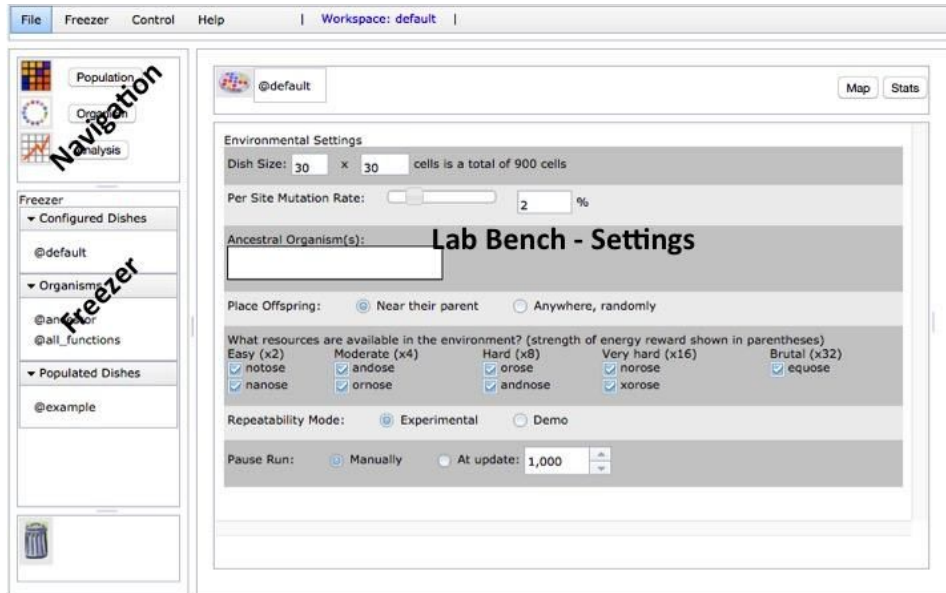 File Freezer Control Help | Workspace: default |
Population
Organism
Analysis
Navigation
@default
Map Stats
Freezer
Configured Dishes
@default
Organisms
@ancestor
@all_functions
Freezer
Populated Dishes
@example
Environmental Settings
Dish Size: 30 x 30 cells is a total of 900 cells
Per Site Mutation Rate: 2 %
Ancestral Organism(s):
Lab Bench - Settings
Place Offspring: Near their parent Anywhere, randomly
What resources are available in the environment? (strength of energy reward shown in parentheses)
Easy (x2) Moderate (x4) Hard (x8) Very hard (x16) Brutal (x32)
notose andose orose norose equose
nanose ornose andnose xorose
Repeatability Mode: Experimental Demo
Pause Run: Manually At update: 1,000